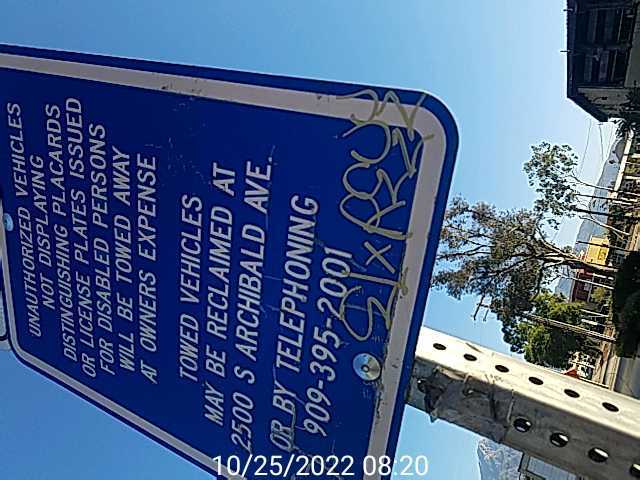 UNAUTHORIZED VEHICLES
NOT DISPLAYING
DISTINGUISHING PLACARDS
OR LICENSE PLATES ISSUED
FOR DISABLED PERSONS
WILL BE TOWED AWAY
AT OWNERS EXPENSE
TOWED VEHICLES
MAY BE RECLAIMED AT
2500 S ARCHIBALD AVE.
OR BY TELEPHONING
909-395-2001
10/25/2022 08:20